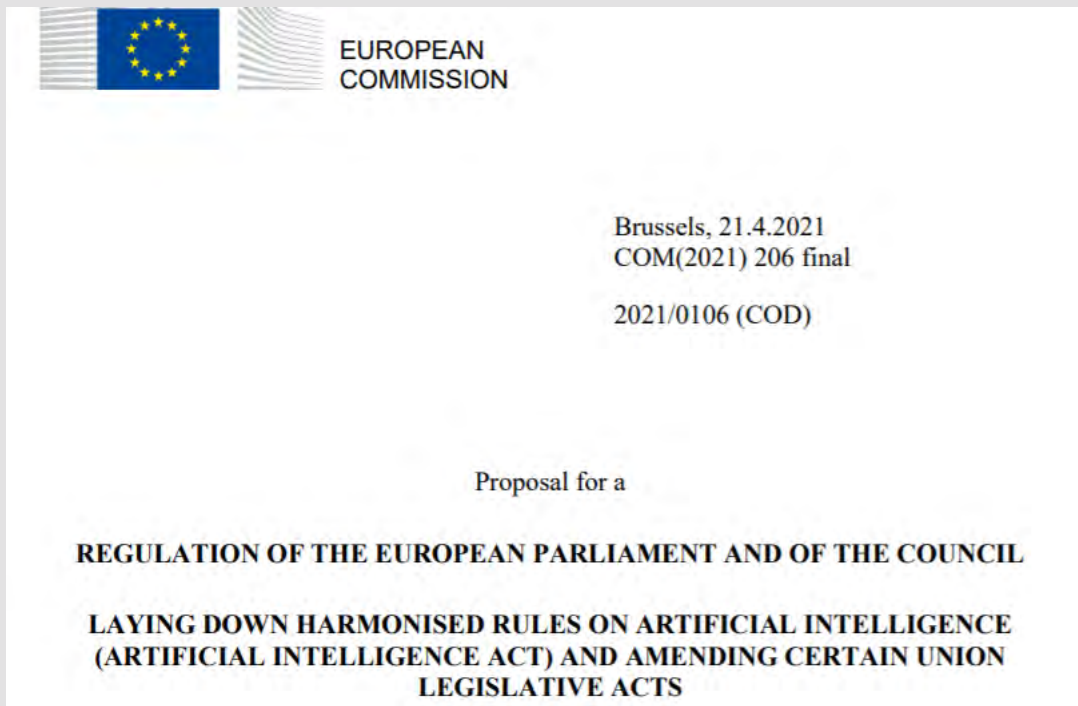 EUROPEAN
COMMISSION
Brussels, 21.4.2021
COM(2021) 206 final
2021/0106 (COD)
Proposal for a
REGULATION OF THE EUROPEAN PARLIAMENT AND OF THE COUNCIL
LAYING DOWN HARMONISED RULES ON ARTIFICIAL INTELLIGENCE
(ARTIFICIAL INTELLIGENCE ACT) AND AMENDING CERTAIN UNION
LEGISLATIVE ACTS